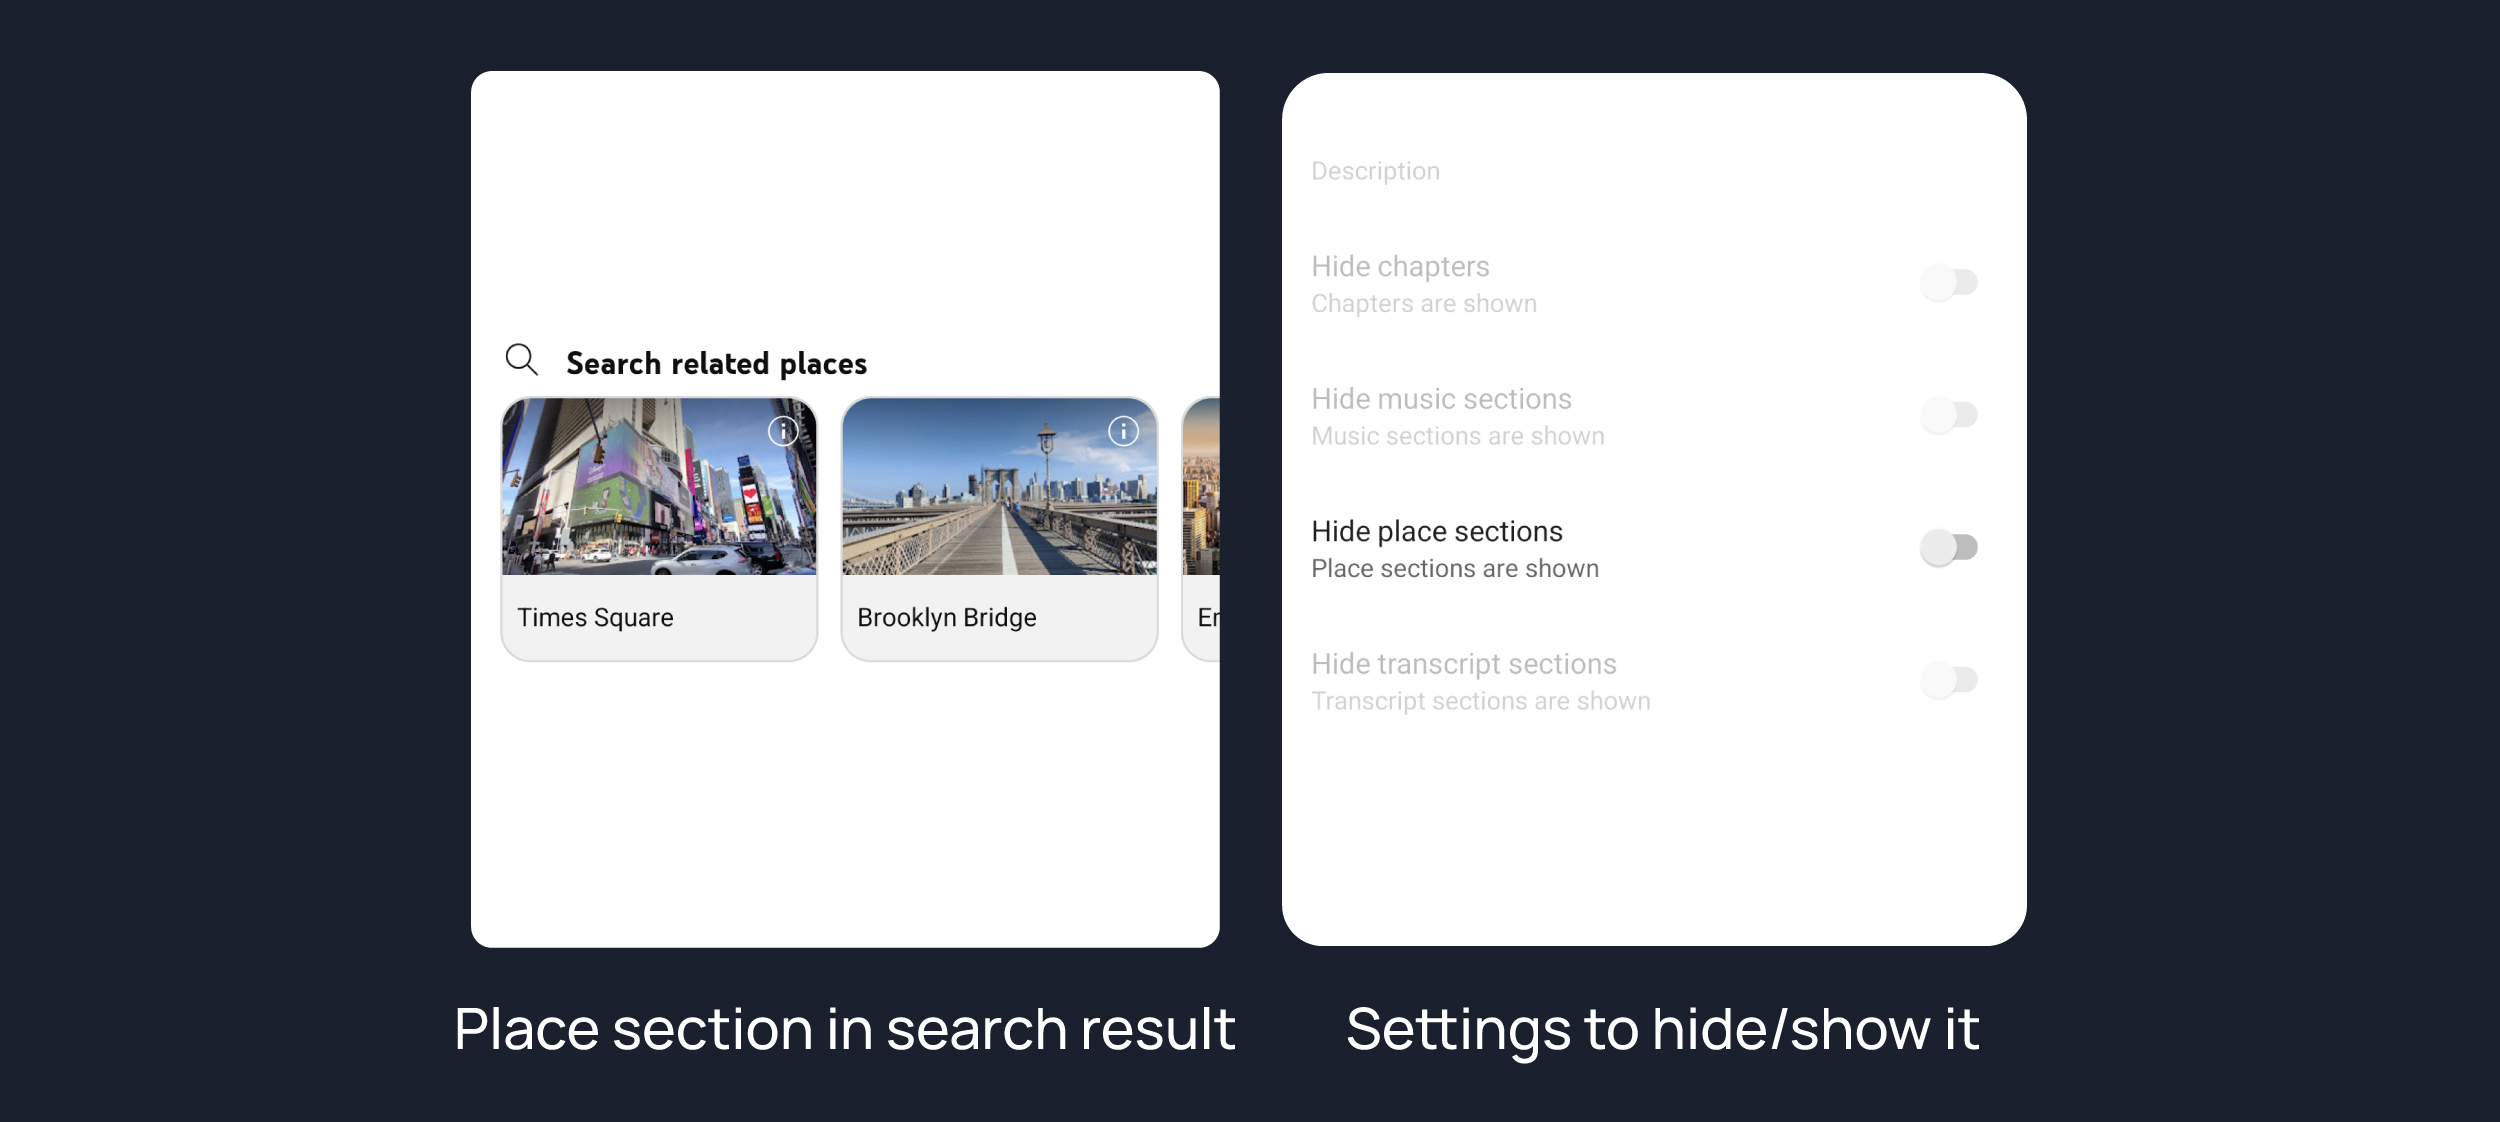 Search related places
Times Square
Brooklyn Bridge
Description
Hide chapters
Chapters are shown
Hide music sections
Music sections are shown
Hide place sections
Place sections are shown
Hide transcript sections
Transcript sections are shown
Place section in search result
Settings to hide/show it